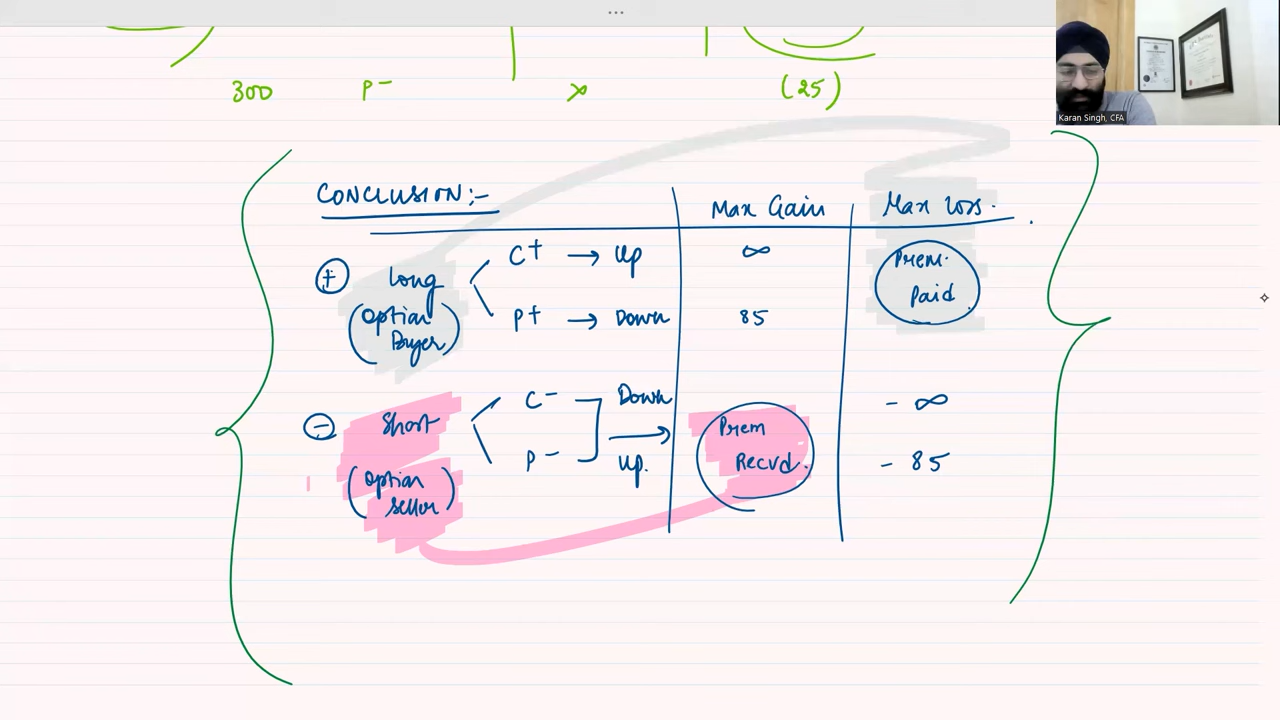 300 P- x (25)
Karan Singh, CFA
CONCLUSION:- Max Gain Max Loss.
+ Long C+ → Up ∞ Prem. Paid
(Option Buyer) P+ → Down 85
- Short C- Down - ∞
P- → Up. Prem Recvd. - 85
(Option Seller)